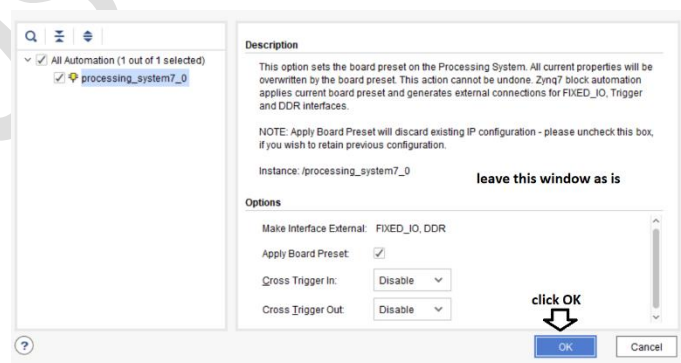 All Automation (1 out of 1 selected)
processing_system7_0
Description
This option sets the board preset on the Processing System. All current properties will be
overwritten by the board preset. This action cannot be undone. Zynq7 block automation
applies current board preset and generates external connections for FIXED_IO, Trigger
and DDR interfaces.
NOTE: Apply Board Preset will discard existing IP configuration - please uncheck this box,
if you wish to retain previous configuration.
Instance: /processing_system7_0
leave this window as is
Options
Make Interface External: FIXED_IO, DDR
Apply Board Preset:
Cross Trigger In: Disable
Cross Trigger Out: Disable
click OK
?
OK Cancel